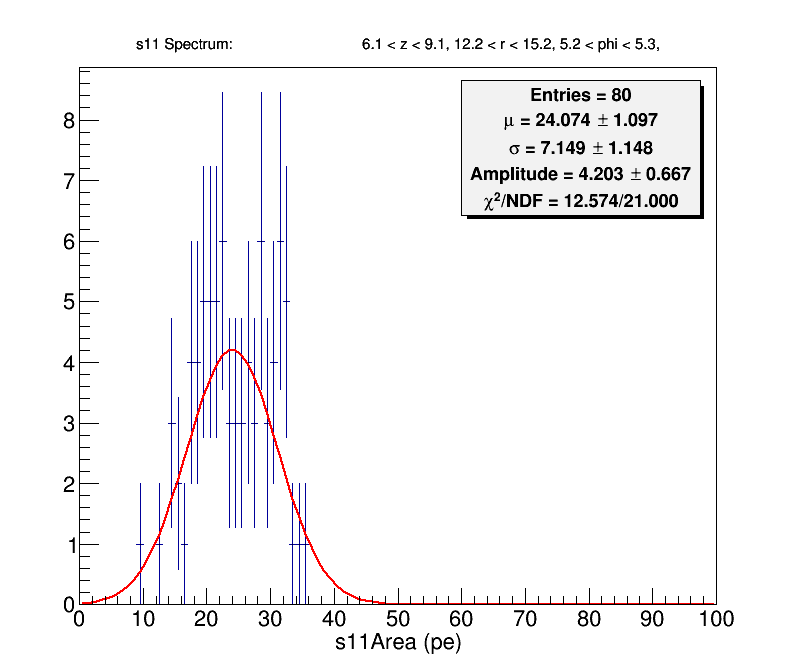 s11 Spectrum: 6.1 < z < 9.1, 12.2 < r < 15.2, 5.2 < phi < 5.3,
Entries = 80
μ = 24.074 ± 1.097
σ = 7.149 ± 1.148
Amplitude = 4.203 ± 0.667
χ²/NDF = 12.574/21.000
8
7
6
5
4
3
2
1
0
0 10 20 30 40 50 60 70 80 90 100
s11Area (pe)